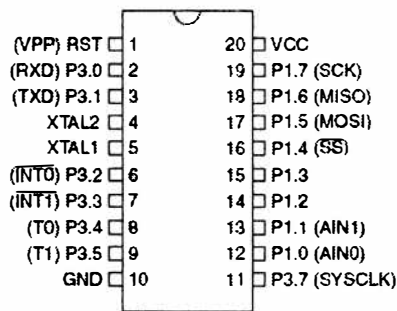 (VPP) RST 1 20 VCC
(RXD) P3.0 2 19 P1.7 (SCK)
(TXD) P3.1 3 18 P1.6 (MISO)
XTAL2 4 17 P1.5 (MOSI)
XTAL1 5 16 P1.4 (SS)
(INT0) P3.2 6 15 P1.3
(INT1) P3.3 7 14 P1.2
(T0) P3.4 8 13 P1.1 (AIN1)
(T1) P3.5 9 12 P1.0 (AIN0)
GND 10 11 P3.7 (SYSCLK)